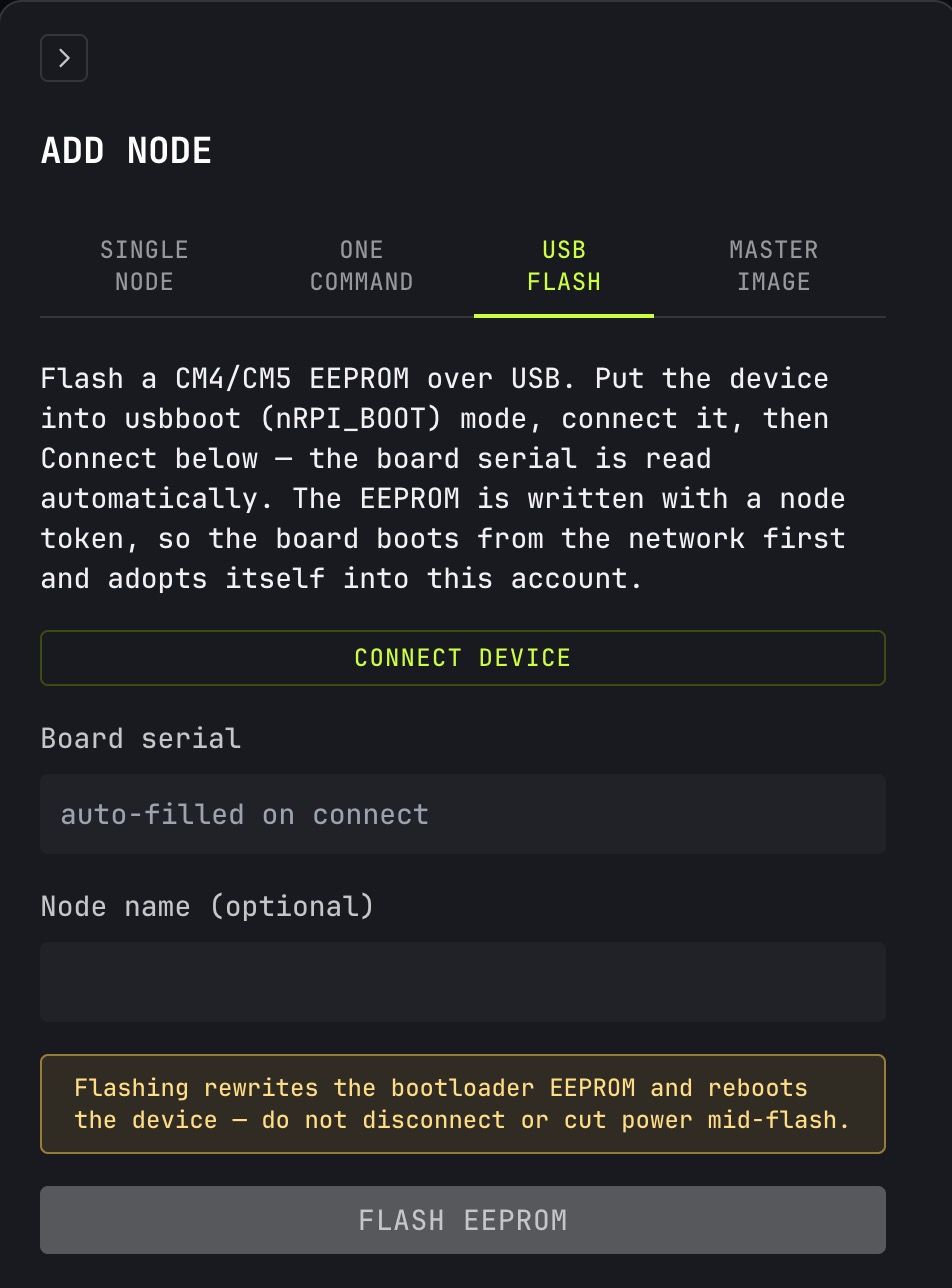 ADD NODE
SINGLE
NODE
ONE
COMMAND
USB
FLASH
MASTER
IMAGE
Flash a CM4/CM5 EEPROM over USB. Put the device
into usbboot (nRPI_BOOT) mode, connect it, then
Connect below — the board serial is read
automatically. The EEPROM is written with a node
token, so the board boots from the network first
and adopts itself into this account.
CONNECT DEVICE
Board serial
auto-filled on connect
Node name (optional)
Flashing rewrites the bootloader EEPROM and reboots
the device — do not disconnect or cut power mid-flash.
FLASH EEPROM